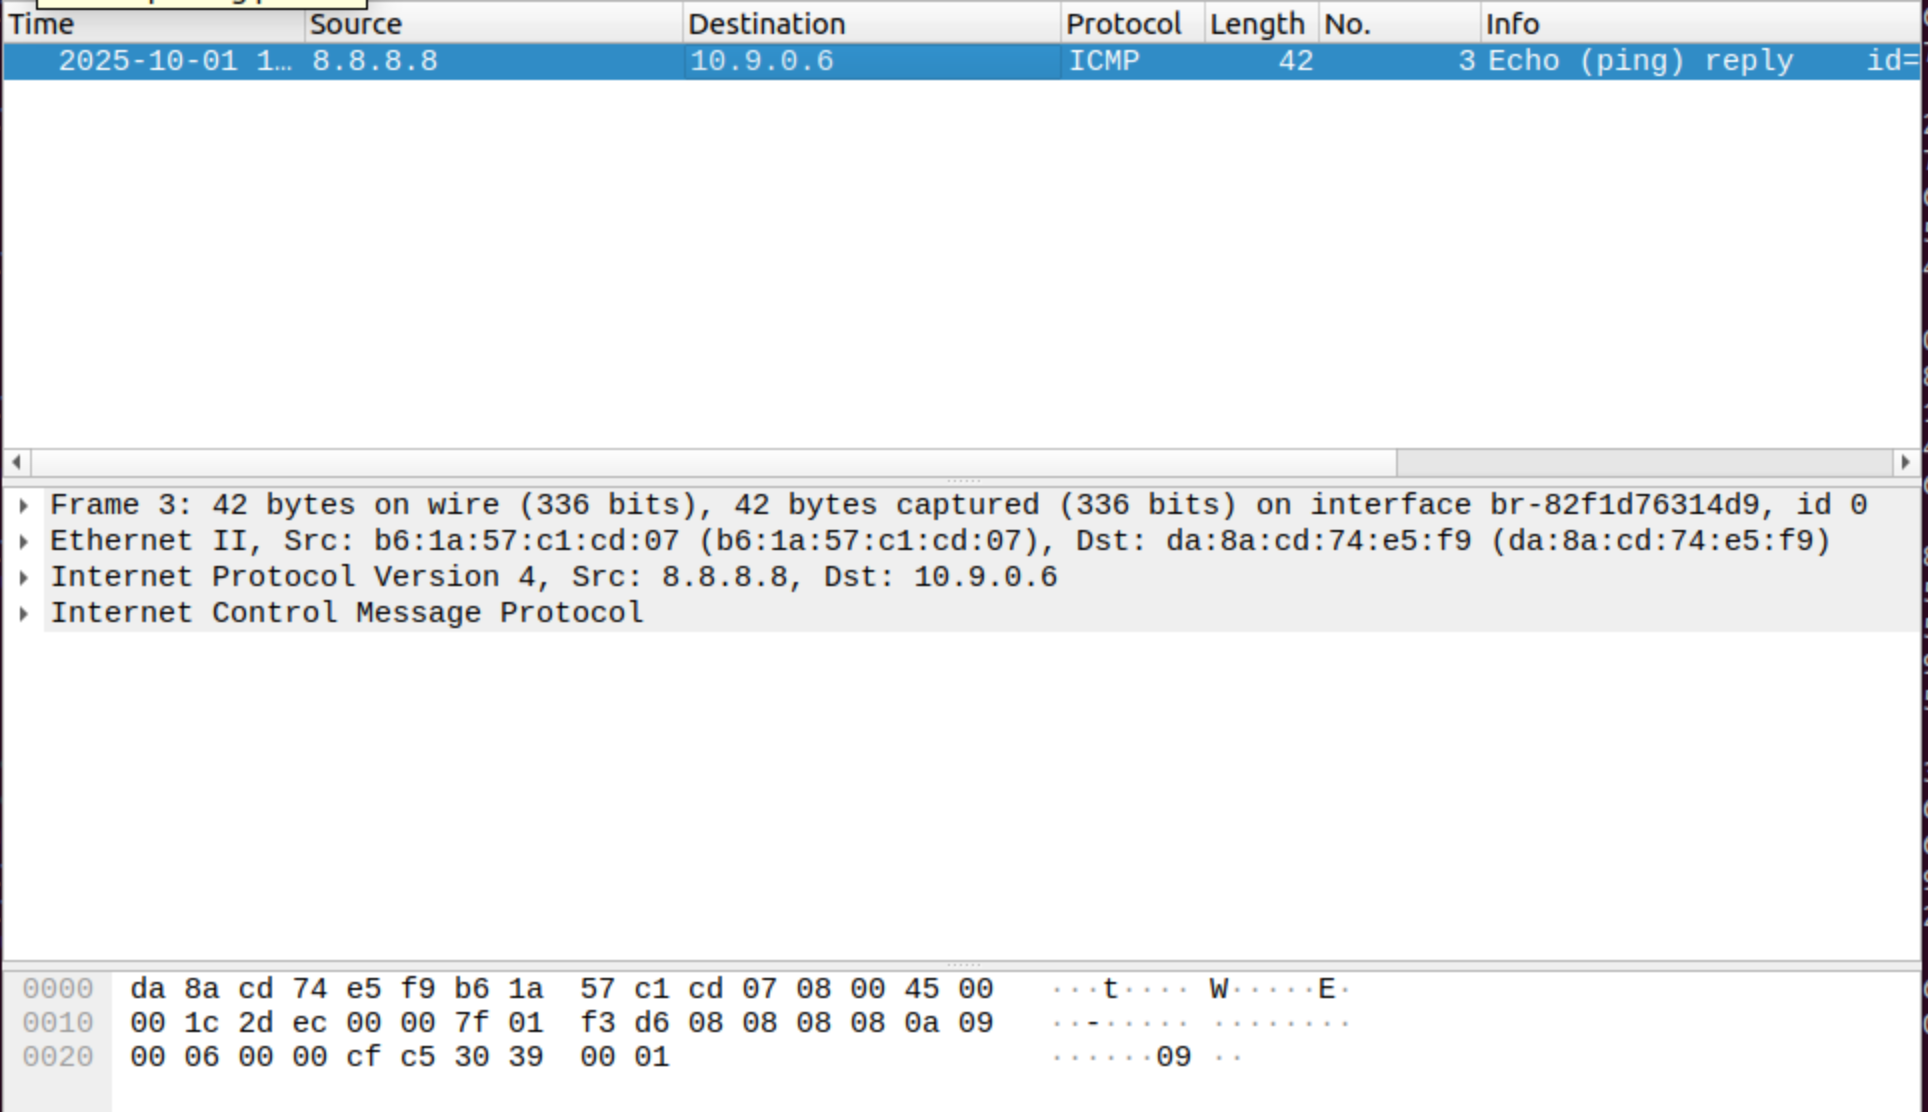 Time Source Destination Protocol Length No. Info
2025-10-01 1… 8.8.8.8 10.9.0.6 ICMP 42 3 Echo (ping) reply id=
Frame 3: 42 bytes on wire (336 bits), 42 bytes captured (336 bits) on interface br-82f1d76314d9, id 0
Ethernet II, Src: b6:1a:57:c1:cd:07 (b6:1a:57:c1:cd:07), Dst: da:8a:cd:74:e5:f9 (da:8a:cd:74:e5:f9)
Internet Protocol Version 4, Src: 8.8.8.8, Dst: 10.9.0.6
Internet Control Message Protocol
0000 da 8a cd 74 e5 f9 b6 1a 57 c1 cd 07 08 00 45 00 ···t···· W·····E·
0010 00 1c 2d ec 00 00 7f 01 f3 d6 08 08 08 08 0a 09 ··-····· ········
0020 00 06 00 00 cf c5 30 39 00 01 ······09 ··